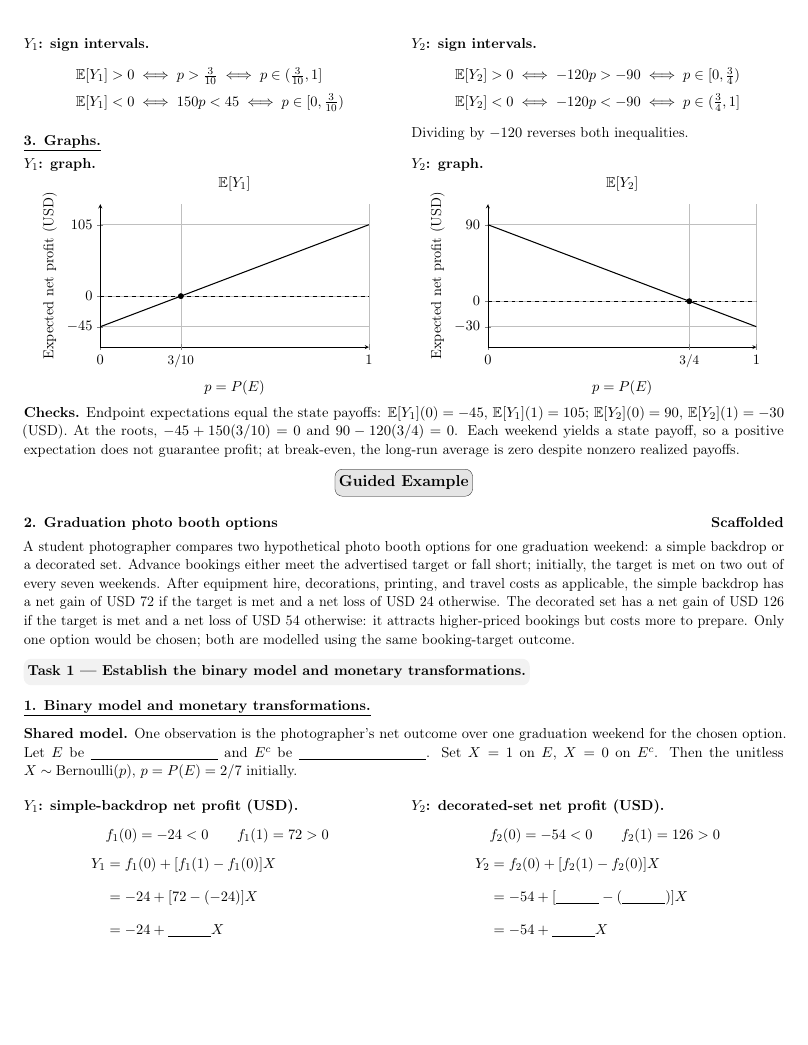 Y₁: sign intervals.
𝔼[Y₁] > 0 ⟺ p > 3/10 ⟺ p ∈ (3/10, 1]
𝔼[Y₁] < 0 ⟺ 150p < 45 ⟺ p ∈ [0, 3/10)
Y₂: sign intervals.
𝔼[Y₂] > 0 ⟺ −120p > −90 ⟺ p ∈ [0, 3/4)
𝔼[Y₂] < 0 ⟺ −120p < −90 ⟺ p ∈ (3/4, 1]
Dividing by −120 reverses both inequalities.
3. Graphs.
Y₁: graph.
𝔼[Y₁]
Expected net profit (USD)
105
0
−45
0 3/10 1
p = P(E)
Y₂: graph.
𝔼[Y₂]
Expected net profit (USD)
90
0
−30
0 3/4 1
p = P(E)
Checks. Endpoint expectations equal the state payoffs: 𝔼[Y₁](0) = −45, 𝔼[Y₁](1) = 105; 𝔼[Y₂](0) = 90, 𝔼[Y₂](1) = −30
(USD). At the roots, −45 + 150(3/10) = 0 and 90 − 120(3/4) = 0. Each weekend yields a state payoff, so a positive
expectation does not guarantee profit; at break-even, the long-run average is zero despite nonzero realized payoffs.
Guided Example
2. Graduation photo booth options Scaffolded
A student photographer compares two hypothetical photo booth options for one graduation weekend: a simple backdrop or
a decorated set. Advance bookings either meet the advertised target or fall short; initially, the target is met on two out of
every seven weekends. After equipment hire, decorations, printing, and travel costs as applicable, the simple backdrop has
a net gain of USD 72 if the target is met and a net loss of USD 24 otherwise. The decorated set has a net gain of USD 126
if the target is met and a net loss of USD 54 otherwise: it attracts higher-priced bookings but costs more to prepare. Only
one option would be chosen; both are modelled using the same booking-target outcome.
Task 1 — Establish the binary model and monetary transformations.
1. Binary model and monetary transformations.
Shared model. One observation is the photographer's net outcome over one graduation weekend for the chosen option.
Let E be ______ and Eᶜ be ______. Set X = 1 on E, X = 0 on Eᶜ. Then the unitless
X ∼ Bernoulli(p), p = P(E) = 2/7 initially.
Y₁: simple-backdrop net profit (USD).
f₁(0) = −24 < 0 f₁(1) = 72 > 0
Y₁ = f₁(0) + [f₁(1) − f₁(0)]X
= −24 + [72 − (−24)]X
= −24 + ______X
Y₂: decorated-set net profit (USD).
f₂(0) = −54 < 0 f₂(1) = 126 > 0
Y₂ = f₂(0) + [f₂(1) − f₂(0)]X
= −54 + [______ − (______)]X
= −54 + ______X